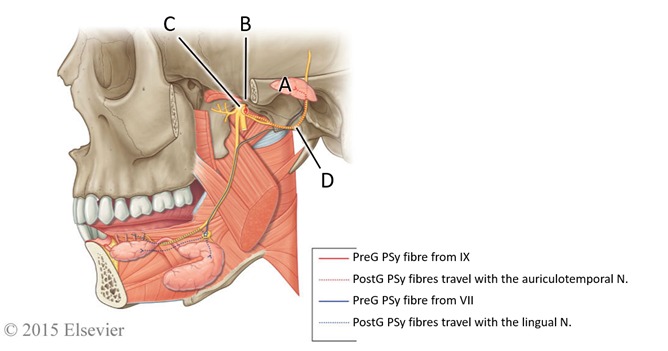 C
B
A
D
PreG PSy fibre from IX
PostG PSy fibres travel with the auriculotemporal N.
PreG PSy fibre from VII
PostG PSy fibres travel with the lingual N.
© 2015 Elsevier